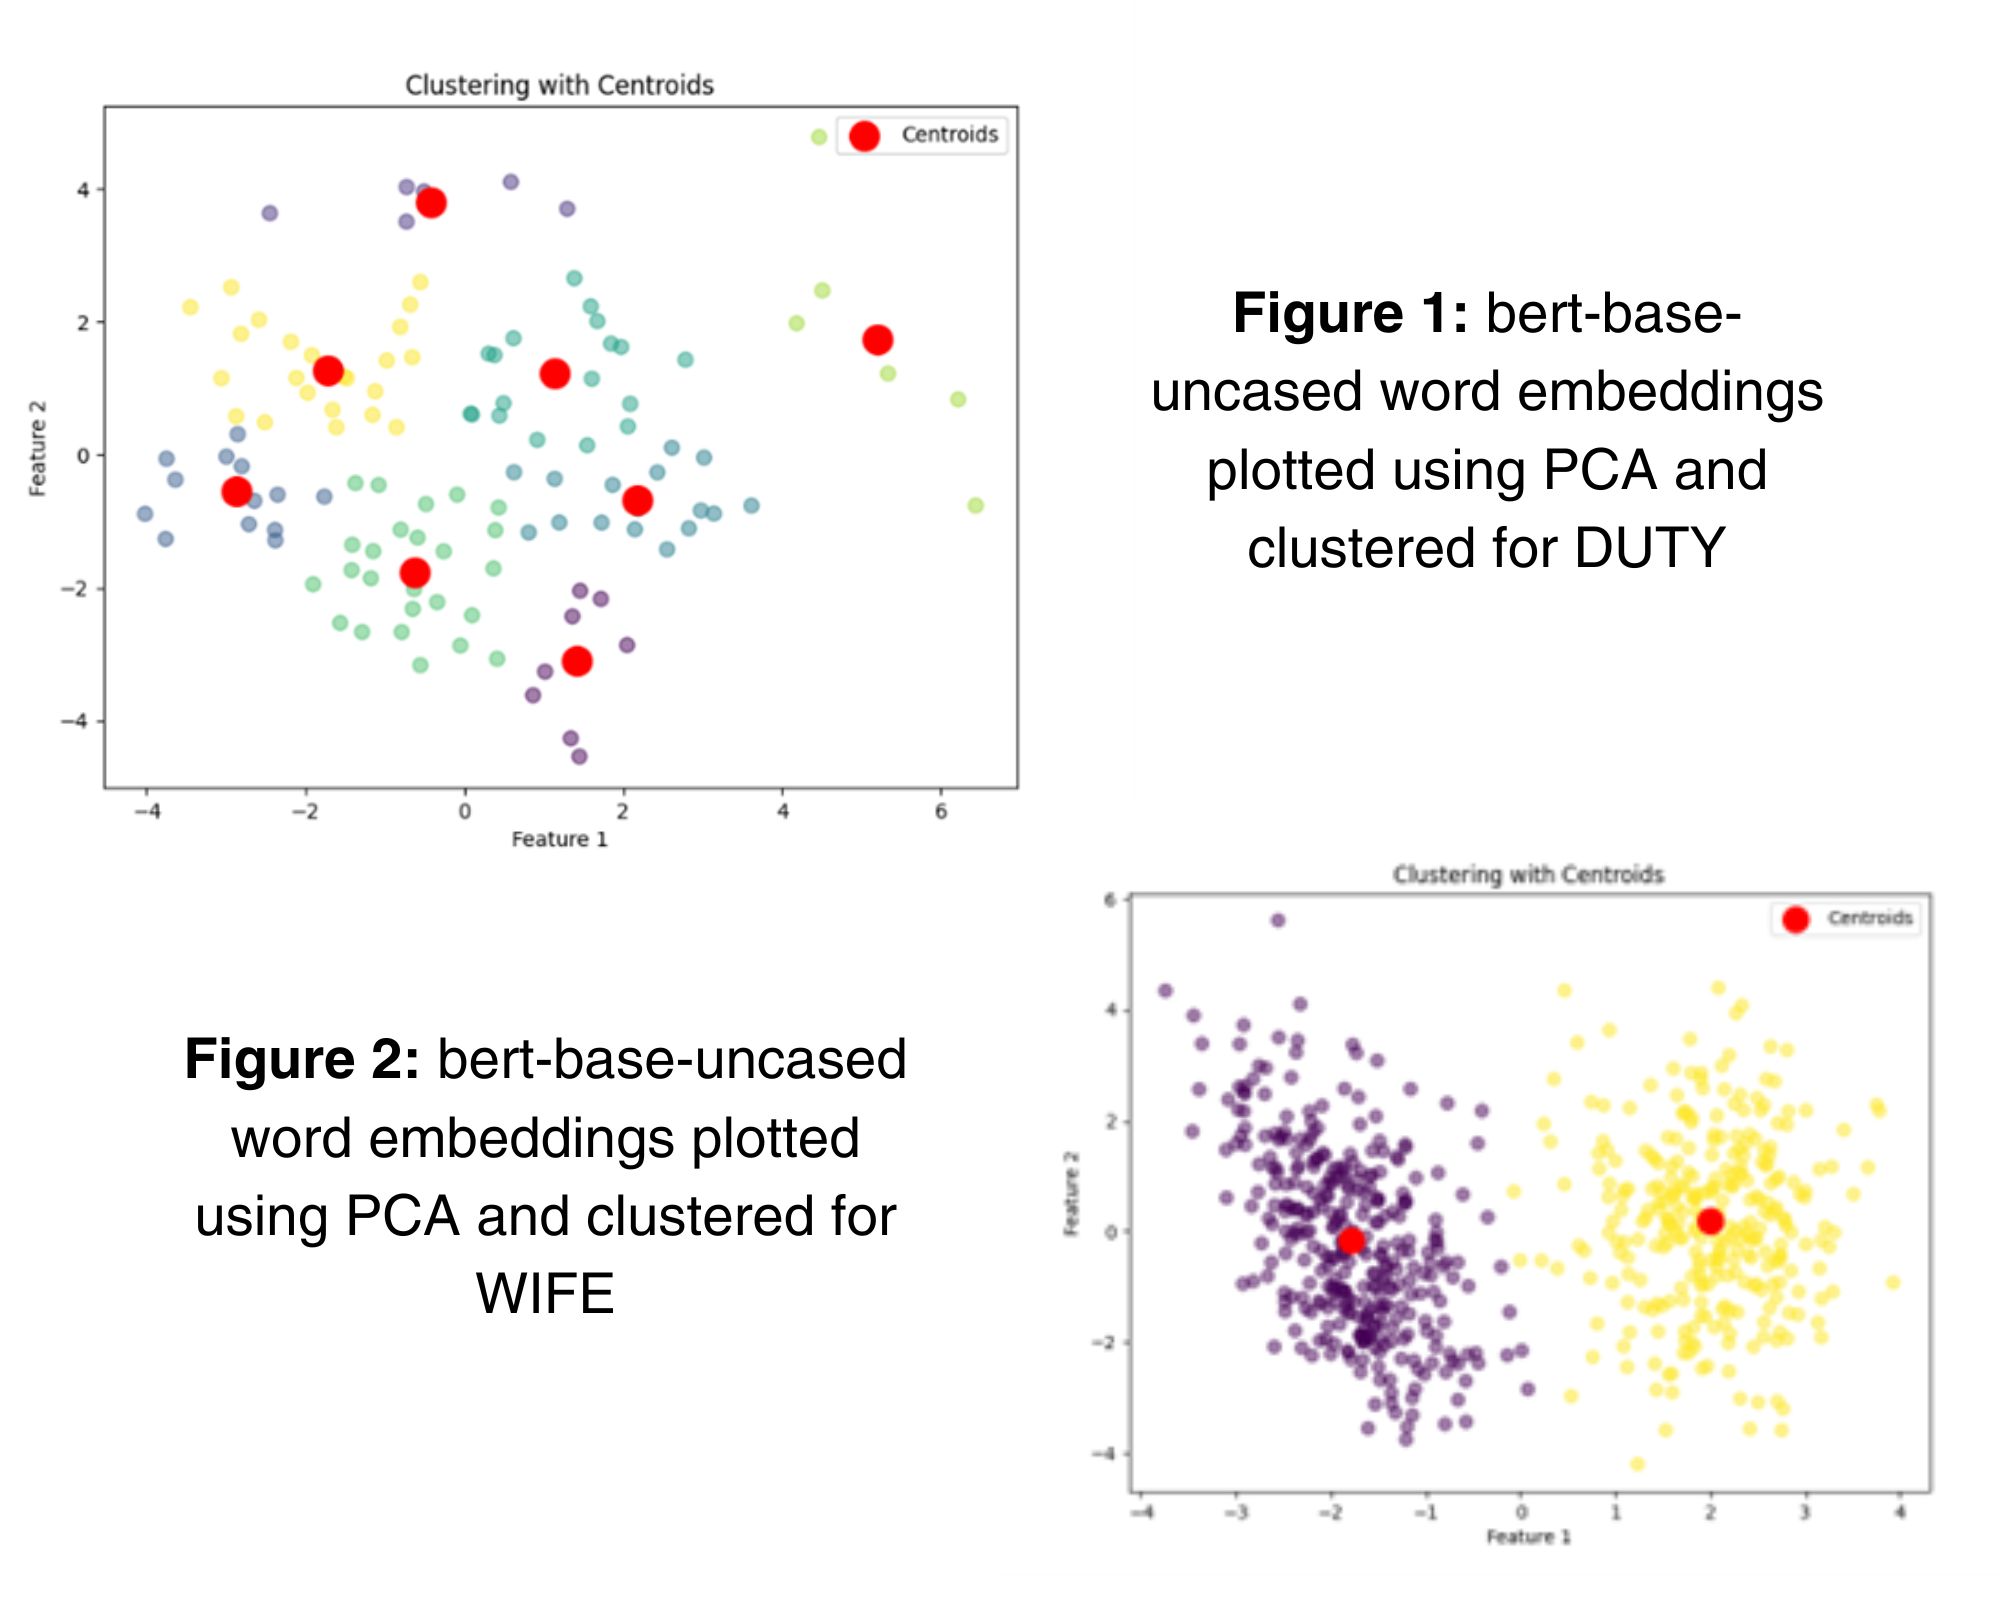 Clustering with Centroids
Centroids
4
2
0
−2
−4
Feature 2
−4 −2 0 2 4 6
Feature 1
Figure 1: bert-base-
uncased word embeddings
plotted using PCA and
clustered for DUTY
Figure 2: bert-base-uncased
word embeddings plotted
using PCA and clustered for
WIFE
Clustering with Centroids
Centroids
6
4
2
0
−2
−4
Feature 2
−4 −3 −2 −1 0 1 2 3 4
Feature 1